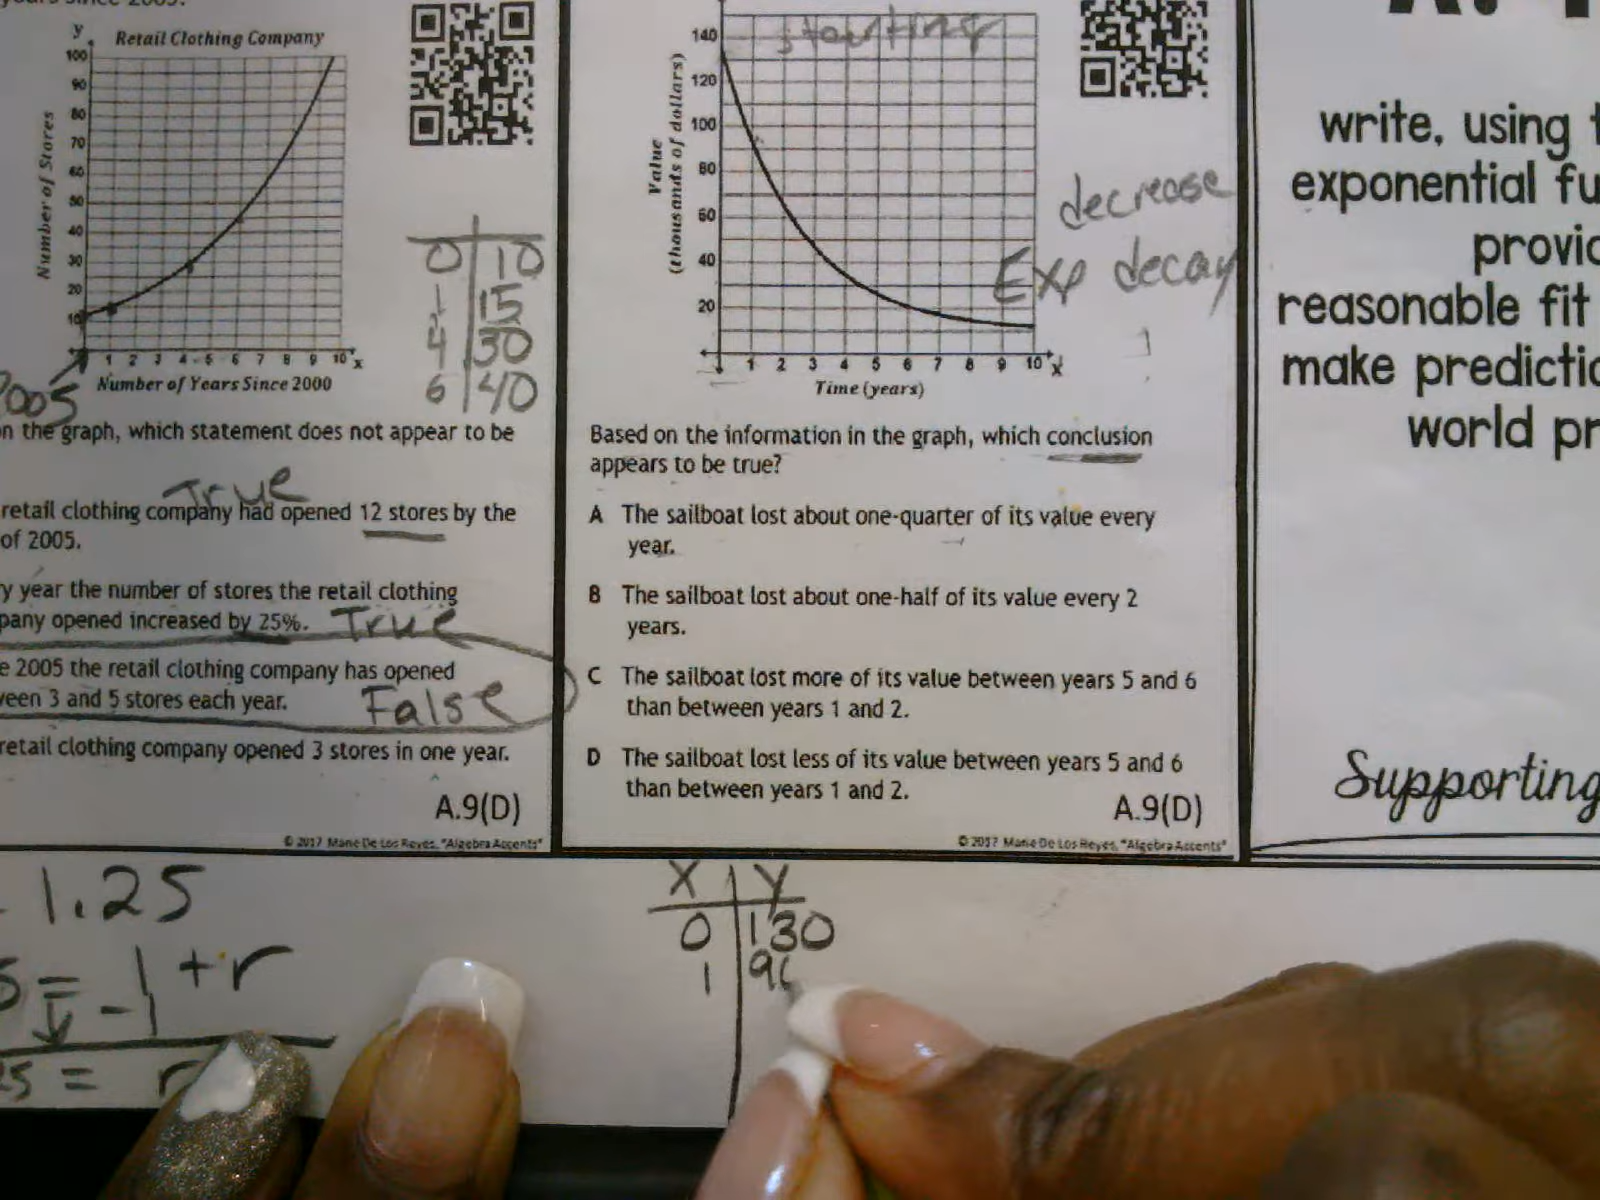 Retail Clothing Company
y
100
90
80
70
60
50
40
30
20
10
Number of Stores
1 2 3 4 5 6 7 8 9 10 x
Number of Years Since 2000
2005
0 10
1 15
4 30
6 40
on the graph, which statement does not appear to be
True
retail clothing company had opened 12 stores by the
of 2005.
y year the number of stores the retail clothing
pany opened increased by 25%. True
e 2005 the retail clothing company has opened
ween 3 and 5 stores each year. False
retail clothing company opened 3 stores in one year.
A.9(D)
© 2017 Marie De Los Reyes, "Algebra Accents"
1.25
= 1 + r
- 1
= r
starting
140
120
100
80
60
40
20
Value
(thousands of dollars)
1 2 3 4 5 6 7 8 9 10 x
Time (years)
decrease
Exp decay
Based on the information in the graph, which conclusion
appears to be true?
A The sailboat lost about one-quarter of its value every
year.
B The sailboat lost about one-half of its value every 2
years.
C The sailboat lost more of its value between years 5 and 6
than between years 1 and 2.
D The sailboat lost less of its value between years 5 and 6
than between years 1 and 2.
A.9(D)
© 2017 Marie De Los Reyes, "Algebra Accents"
X Y
0 130
1 90
write, using
exponential fu
provid
reasonable fit
make predictio
world pr
Supporting